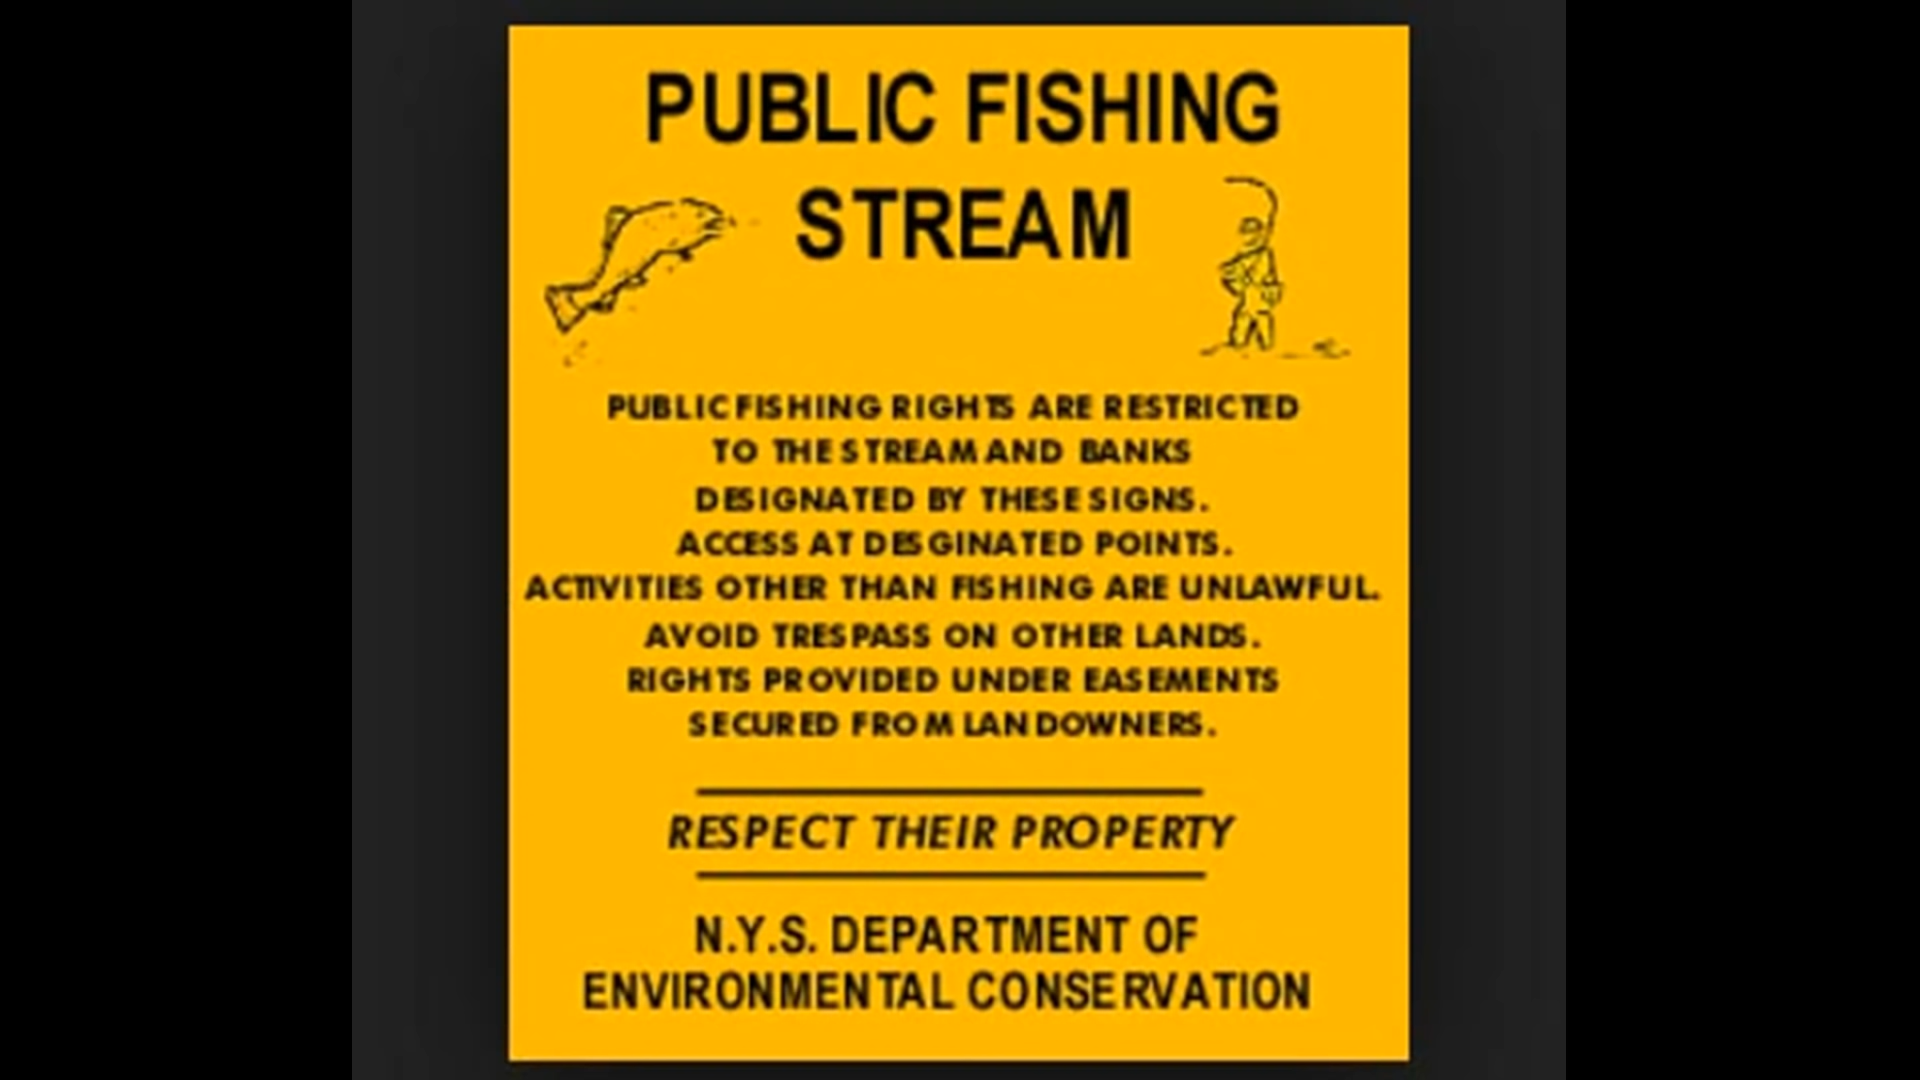 PUBLIC FISHING
STREAM
PUBLIC FISHING RIGHTS ARE RESTRICTED
TO THE STREAM AND BANKS
DESIGNATED BY THESE SIGNS.
ACCESS AT DESGINATED POINTS.
ACTIVITIES OTHER THAN FISHING ARE UNLAWFUL.
AVOID TRESPASS ON OTHER LANDS.
RIGHTS PROVIDED UNDER EASEMENTS
SECURED FROM LANDOWNERS.
RESPECT THEIR PROPERTY
N.Y.S. DEPARTMENT OF
ENVIRONMENTAL CONSERVATION